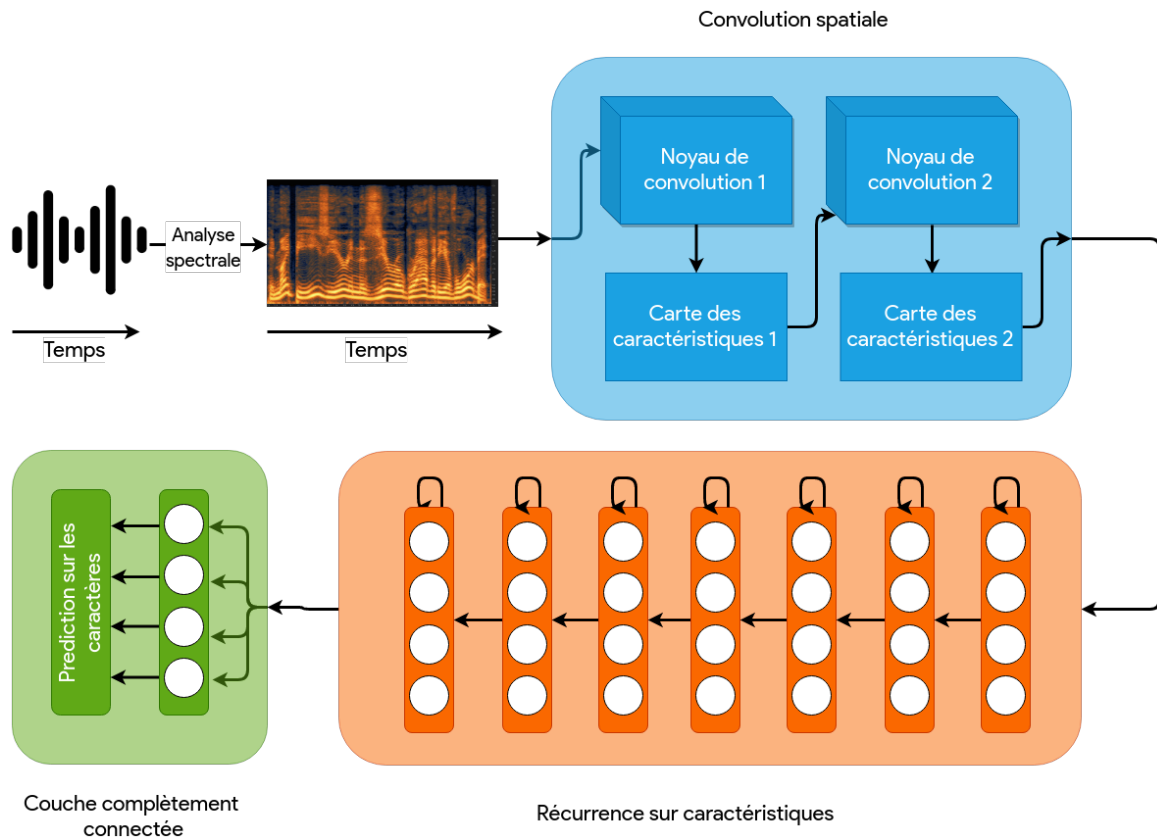 Convolution spatiale
Noyau de
convolution 1
Noyau de
convolution 2
Analyse
spectrale
Carte des
caractéristiques 1
Carte des
caractéristiques 2
Temps
Temps
Prediction sur les
caractères
Couche complètement
connectée
Récurrence sur caractéristiques